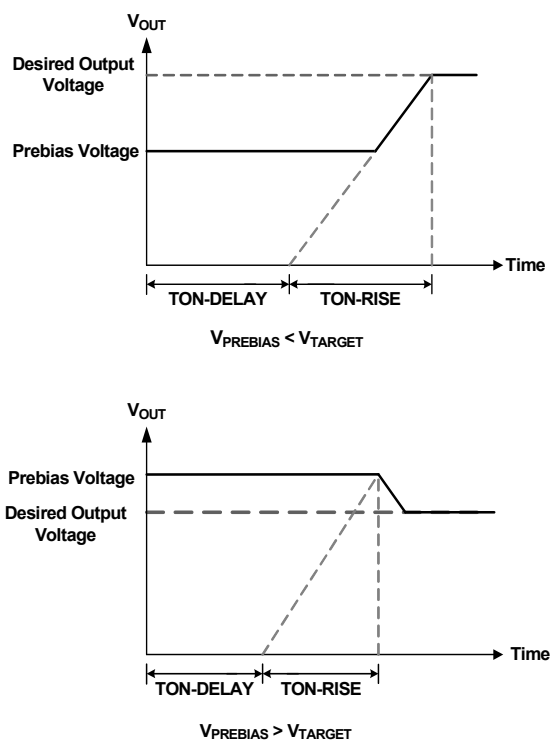 VOUT
Desired Output
Voltage
Prebias Voltage
Time
TON-DELAY TON-RISE
VPREBIAS < VTARGET
VOUT
Prebias Voltage
Desired Output
Voltage
Time
TON-DELAY TON-RISE
VPREBIAS > VTARGET